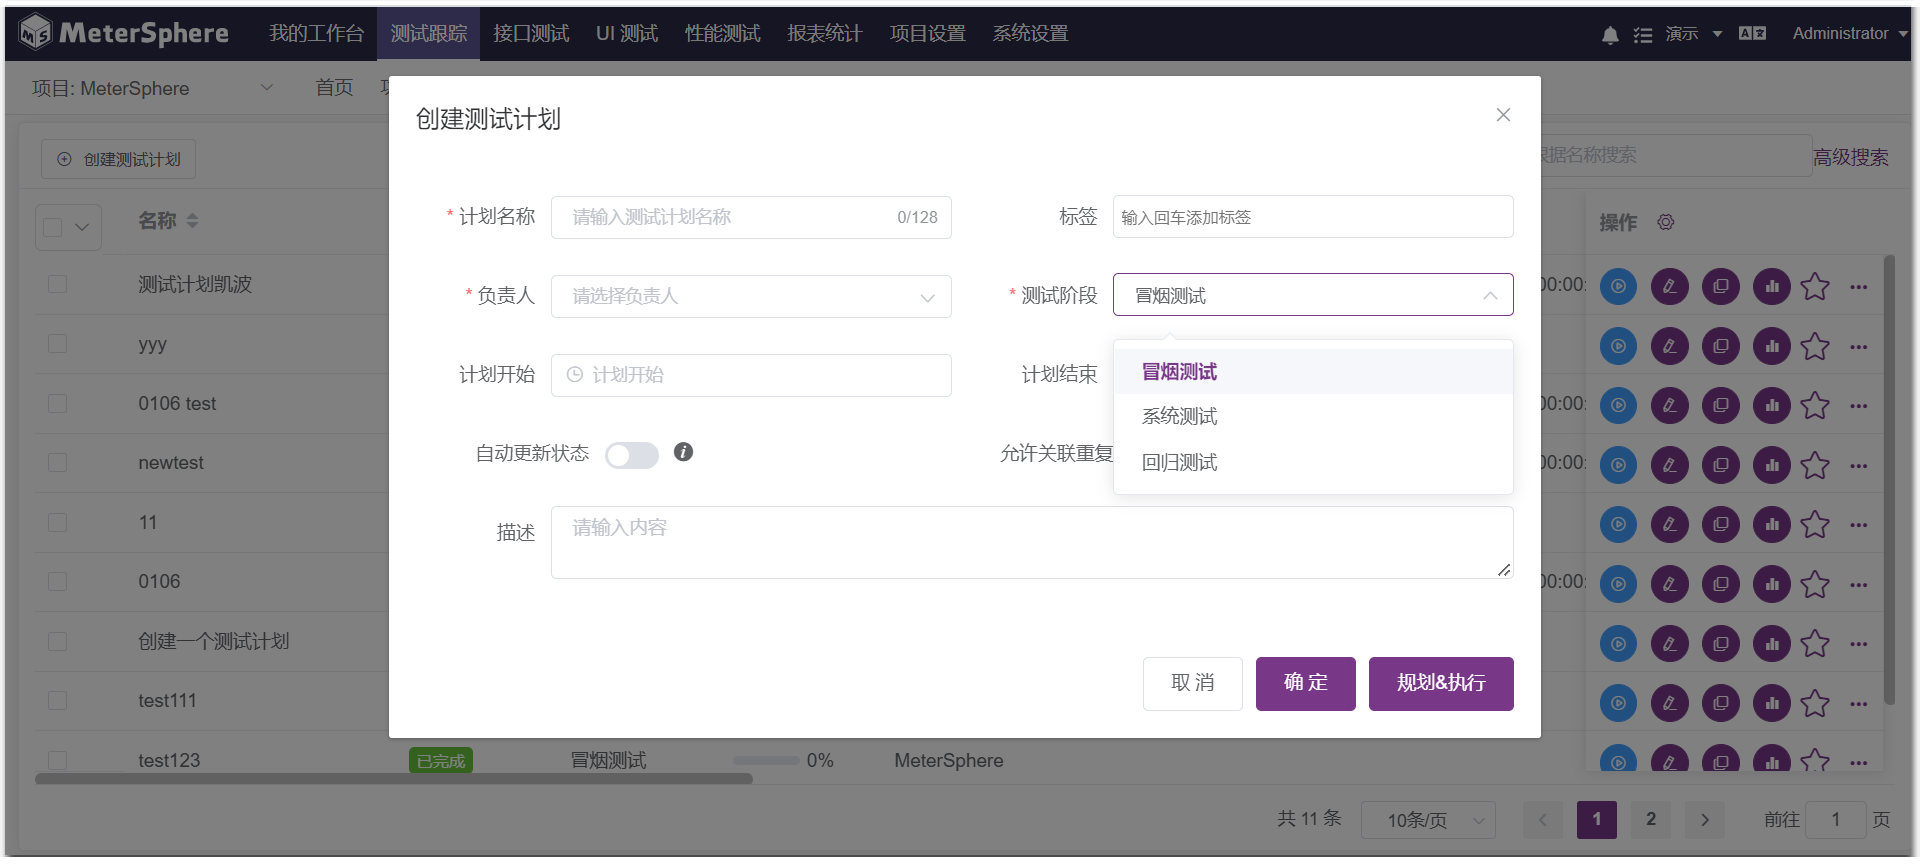 MeterSphere 我的工作台 测试跟踪 接口测试 UI 测试 性能测试 报表统计 项目设置 系统设置 演示 Administrator
项目: MeterSphere 首页
创建测试计划
创建测试计划 据名称搜索 高级搜索
名称 操作
* 计划名称 请输入测试计划名称 0/128 标签 输入回车添加标签
测试计划凯波 00:00:
* 负责人 请选择负责人 * 测试阶段 冒烟测试
yyy
计划开始 计划开始 计划结束
冒烟测试
0106 test 00:00:
系统测试
自动更新状态 允许关联重复
newtest 00:00:
回归测试
11
描述 请输入内容
0106 00:00:
创建一个测试计划
取 消 确 定 规划&执行
test111
test123 已完成 冒烟测试 0% MeterSphere
共 11 条 10条/页 1 2 前往 1 页